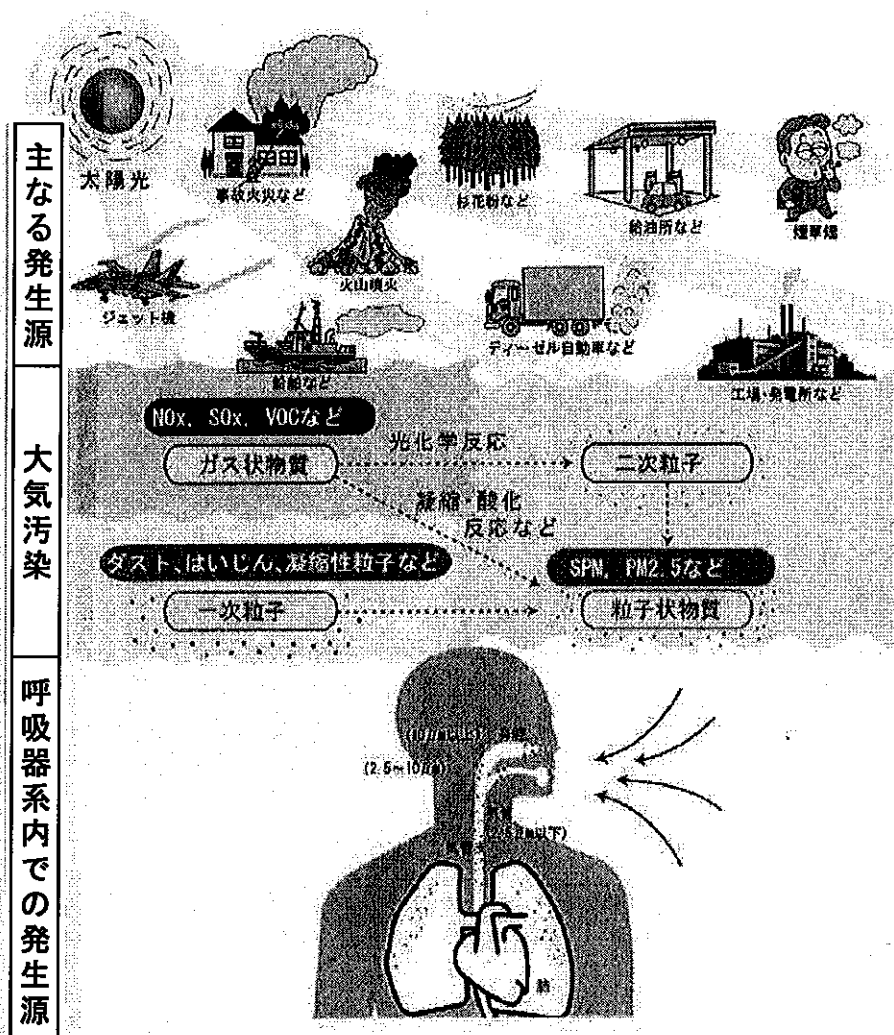 主なる発生源
太陽光
事故火災など
杉花粉など
給油所など
煙草煙
ジェット機
火山噴火
ディーゼル自動車など
船舶など
工場・発電所など
大気汚染
NOx, SOx, VOCなど
ガス状物質
光化学反応
二次粒子
凝縮・酸化
反応など
ダスト、はいじん、凝縮性粒子など
SPM, PM2.5など
一次粒子
粒子状物質
呼吸器系内での発生源
(2.5~10μm)
肺